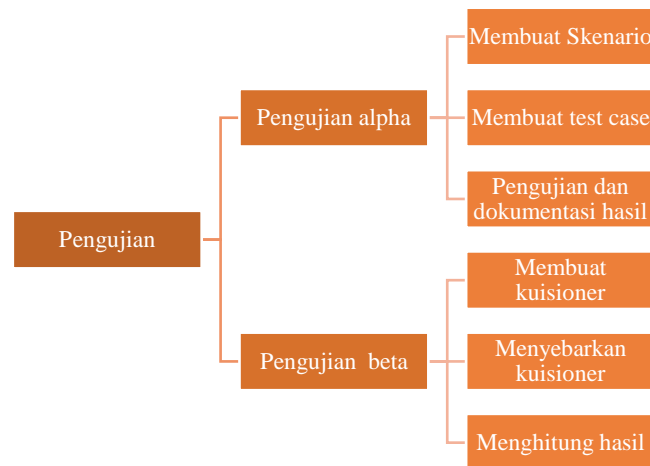 Pengujian
Pengujian alpha
Membuat Skenario
Membuat test case
Pengujian dan
dokumentasi hasil
Pengujian beta
Membuat
kuisioner
Menyebarkan
kuisioner
Menghitung hasil